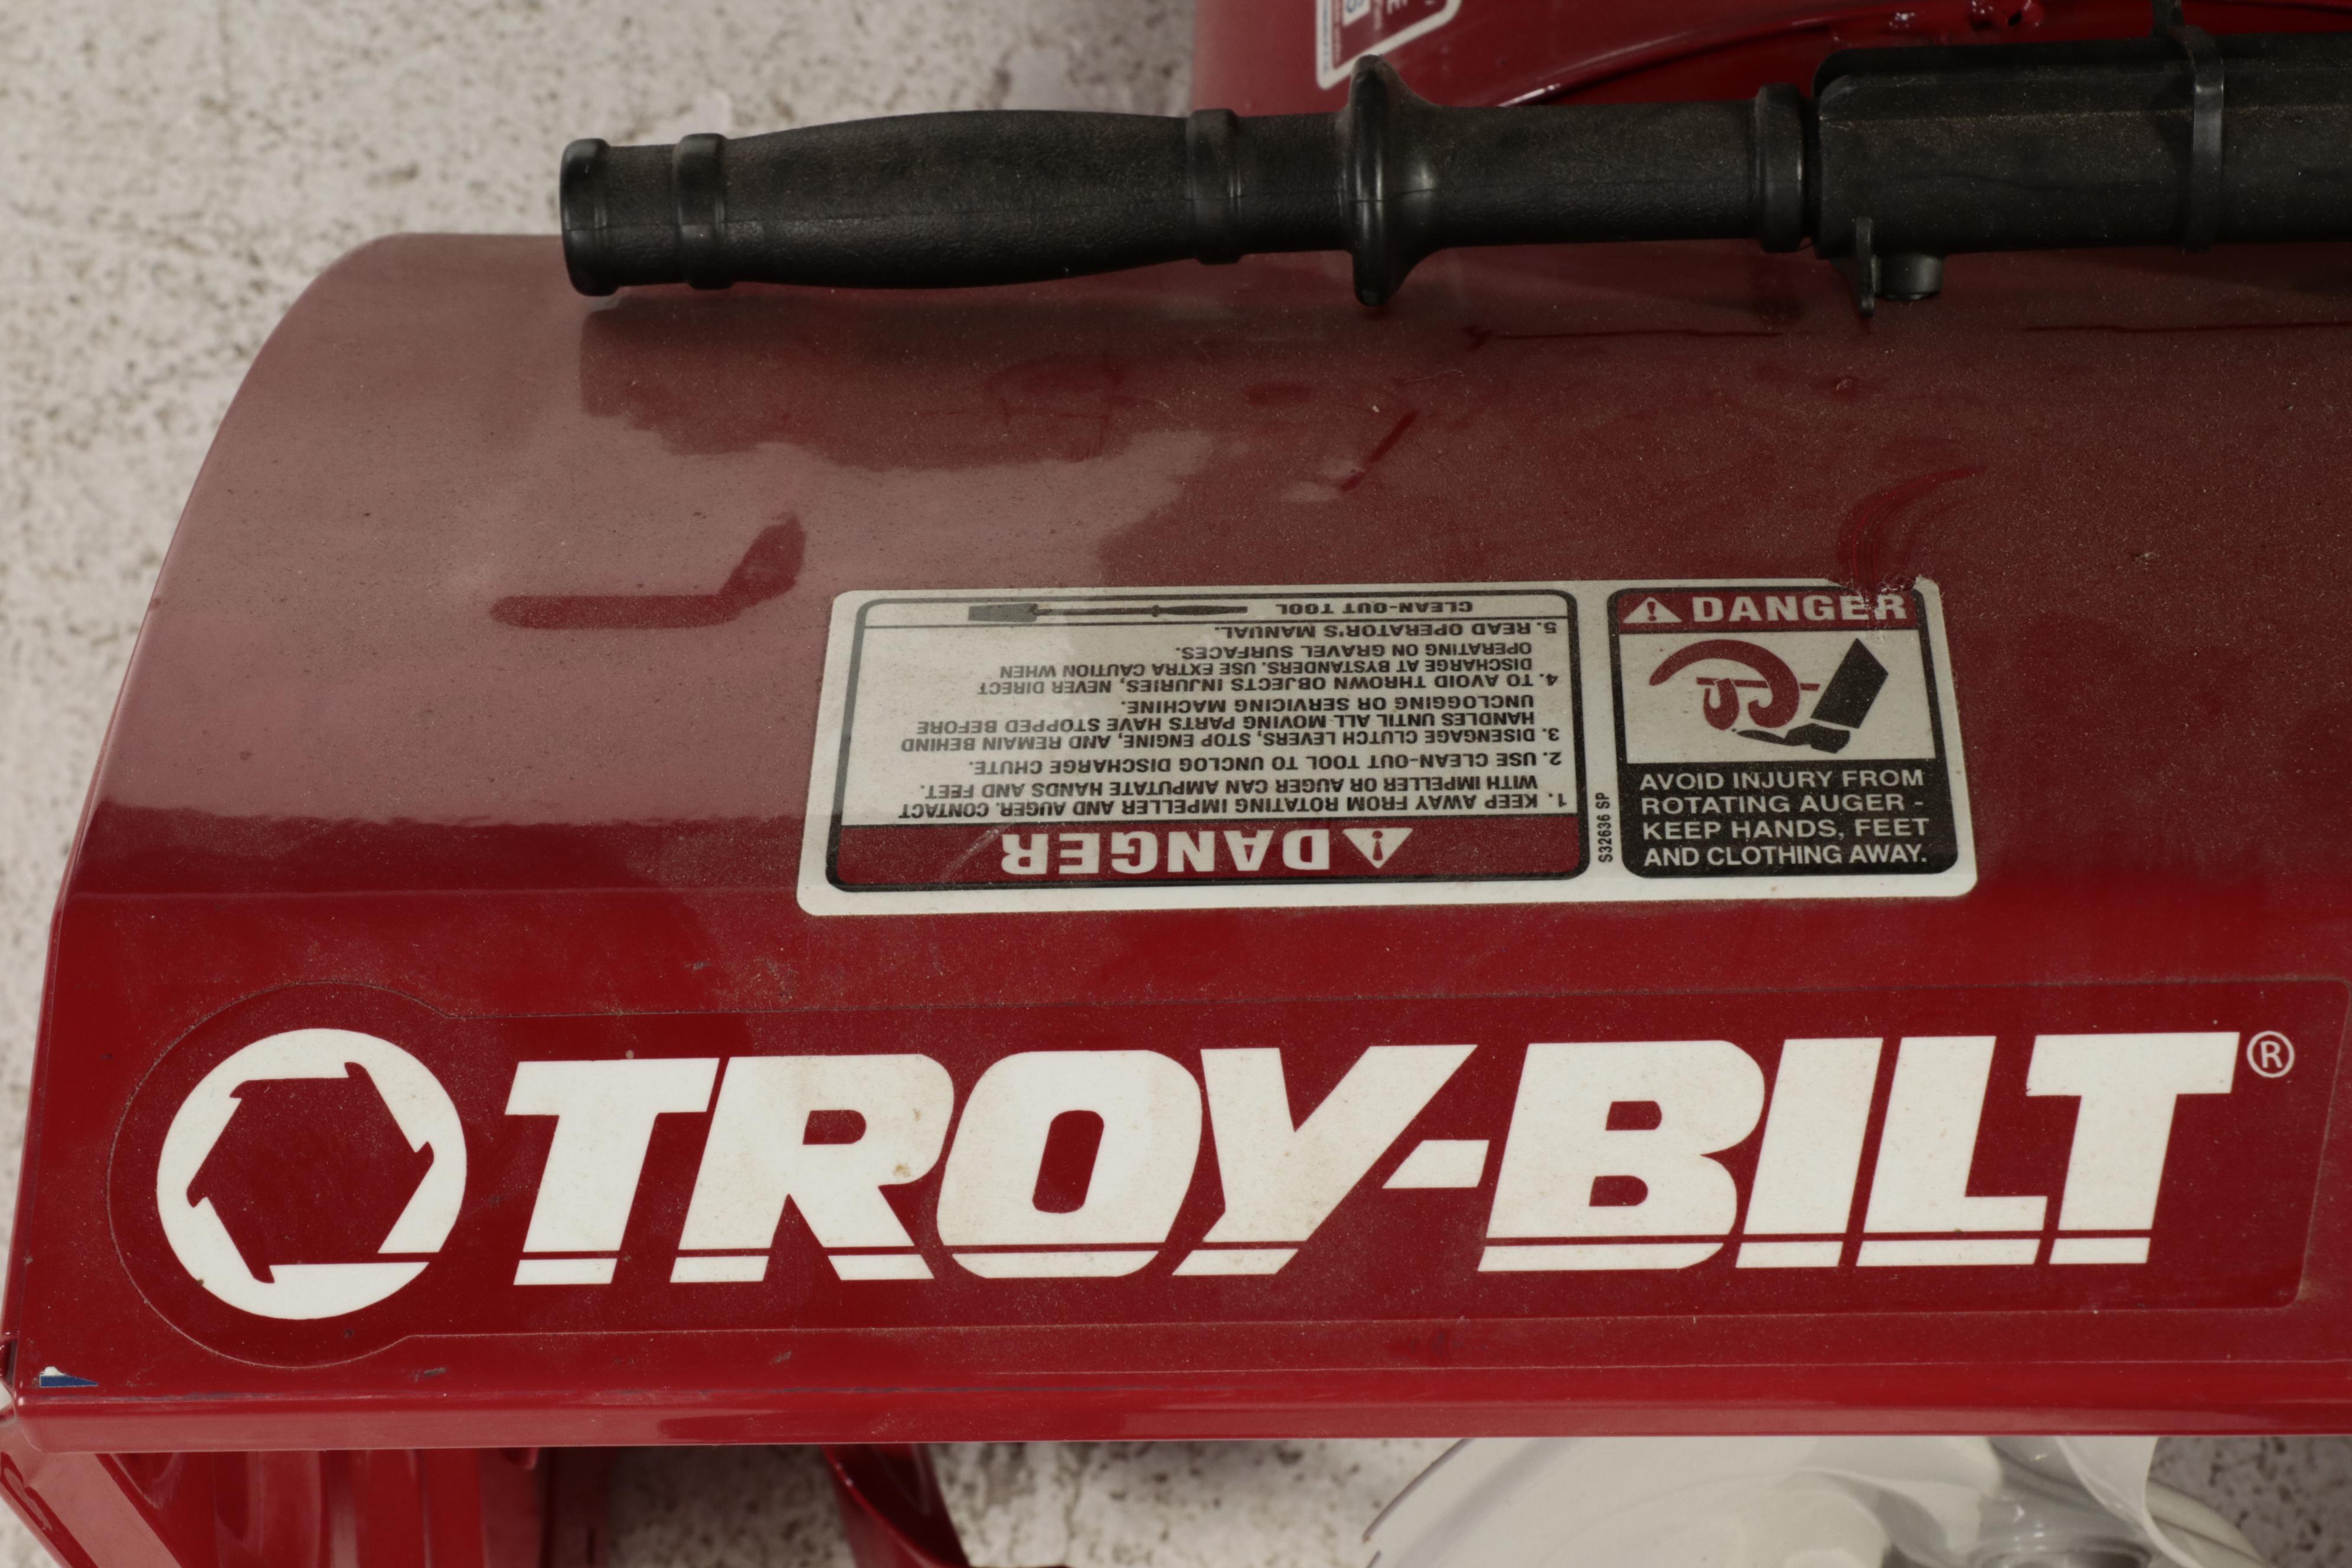 DANGER
1. KEEP AWAY FROM ROTATING IMPELLER AND AUGER. CONTACT
WITH IMPELLER OR AUGER CAN AMPUTATE HANDS AND FEET.
2. USE CLEAN-OUT TOOL TO UNCLOG DISCHARGE CHUTE.
3. DISENGAGE CLUTCH LEVERS, STOP ENGINE, AND REMAIN BEHIND
HANDLES UNTIL ALL MOVING PARTS HAVE STOPPED BEFORE
UNCLOGGING OR SERVICING MACHINE.
4. TO AVOID THROWN OBJECTS INJURIES, NEVER DIRECT
DISCHARGE AT BYSTANDERS. USE EXTRA CAUTION WHEN
OPERATING ON GRAVEL SURFACES.
5. READ OPERATOR'S MANUAL.
CLEAN-OUT TOOL
S32636 SP
DANGER
AVOID INJURY FROM
ROTATING AUGER -
KEEP HANDS, FEET
AND CLOTHING AWAY.
TROY-BILT®